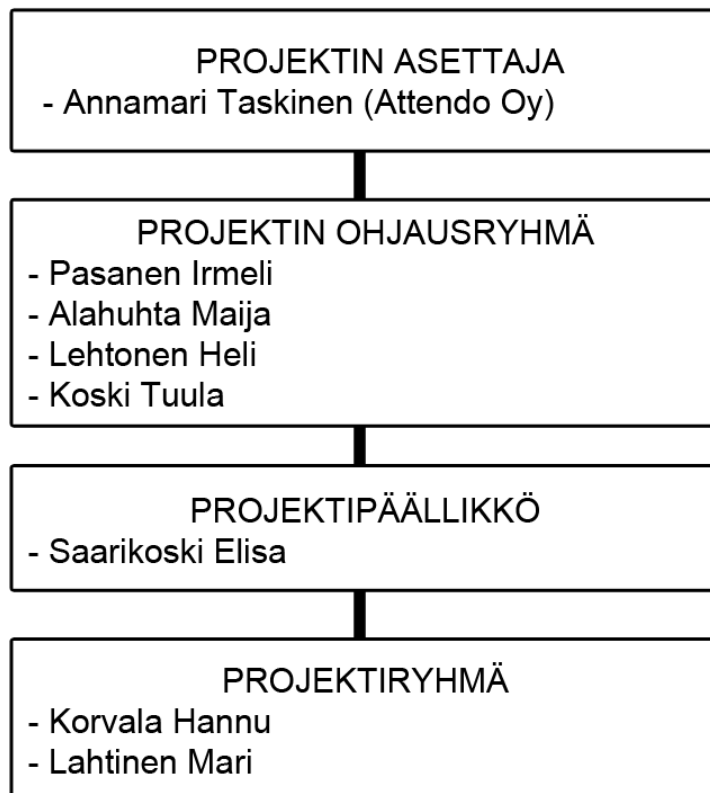 PROJEKTIN ASETTAJA
- Annamari Taskinen (Attendo Oy)
PROJEKTIN OHJAUSRYHMÄ
- Pasanen Irmeli
- Alahuhta Maija
- Lehtonen Heli
- Koski Tuula
PROJEKTIPÄÄLLIKKÖ
- Saarikoski Elisa
PROJEKTIRYHMÄ
- Korvala Hannu
- Lahtinen Mari